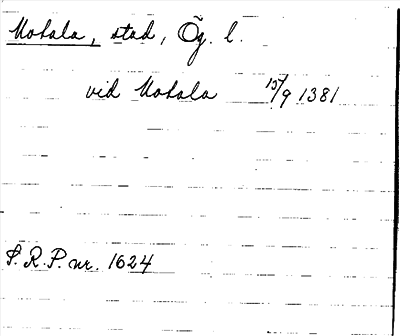 Motala, stad, Ög. l.
vid Motala 15/9 1381
S.R.P. nr. 1624